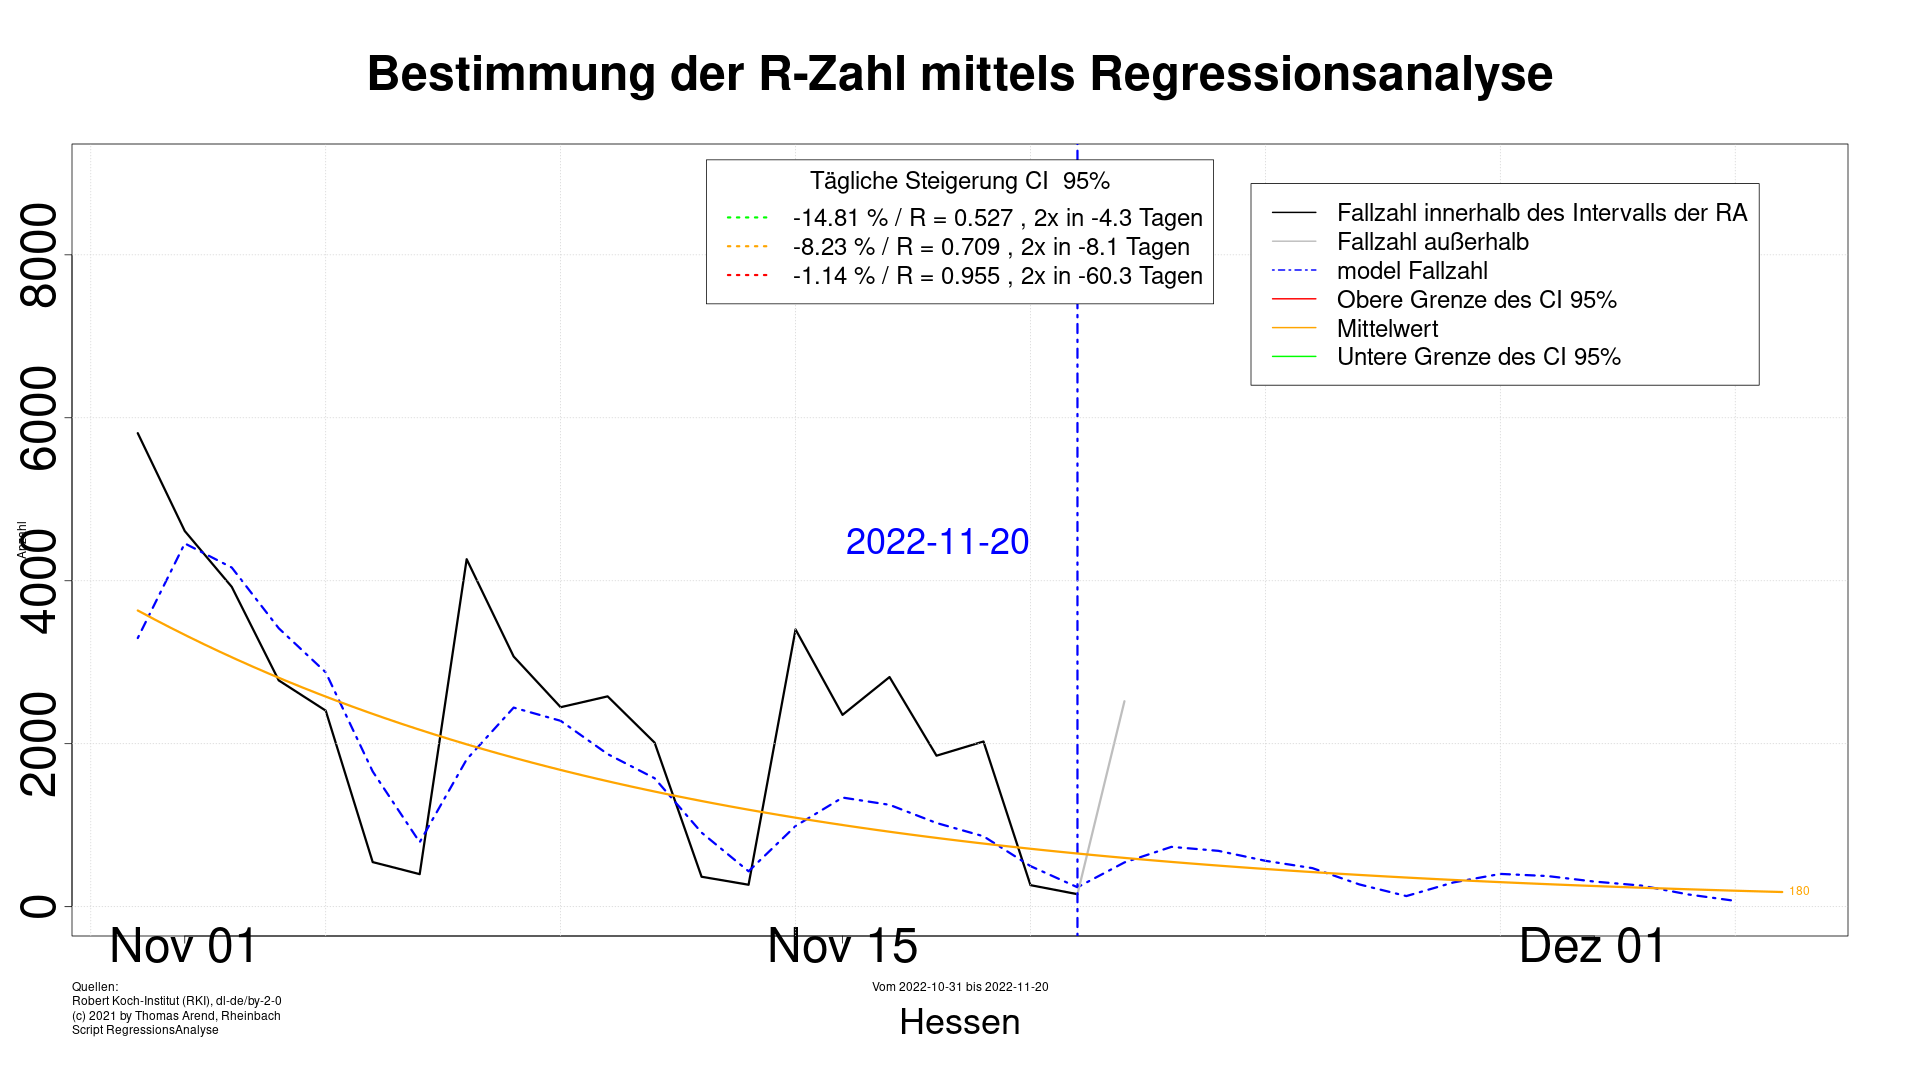 Bestimmung der R-Zahl mittels Regressionsanalyse
Tägliche Steigerung CI  95%
-14.81 % / R = 0.527 , 2x in -4.3 Tagen
-8.23 % / R = 0.709 , 2x in -8.1 Tagen
-1.14 % / R = 0.955 , 2x in -60.3 Tagen
Fallzahl innerhalb des Intervalls der RA
Fallzahl außerhalb
model Fallzahl
Obere Grenze des CI 95%
Mittelwert
Untere Grenze des CI 95%
8000
6000
4000
2000
0
Anzahl
2022-11-20
180
Nov 01
Nov 15
Dez 01
Quellen:
Robert Koch-Institut (RKI), dl-de/by-2-0
(c) 2021 by Thomas Arend, Rheinbach
Script RegressionsAnalyse
Vom 2022-10-31 bis 2022-11-20
Hessen